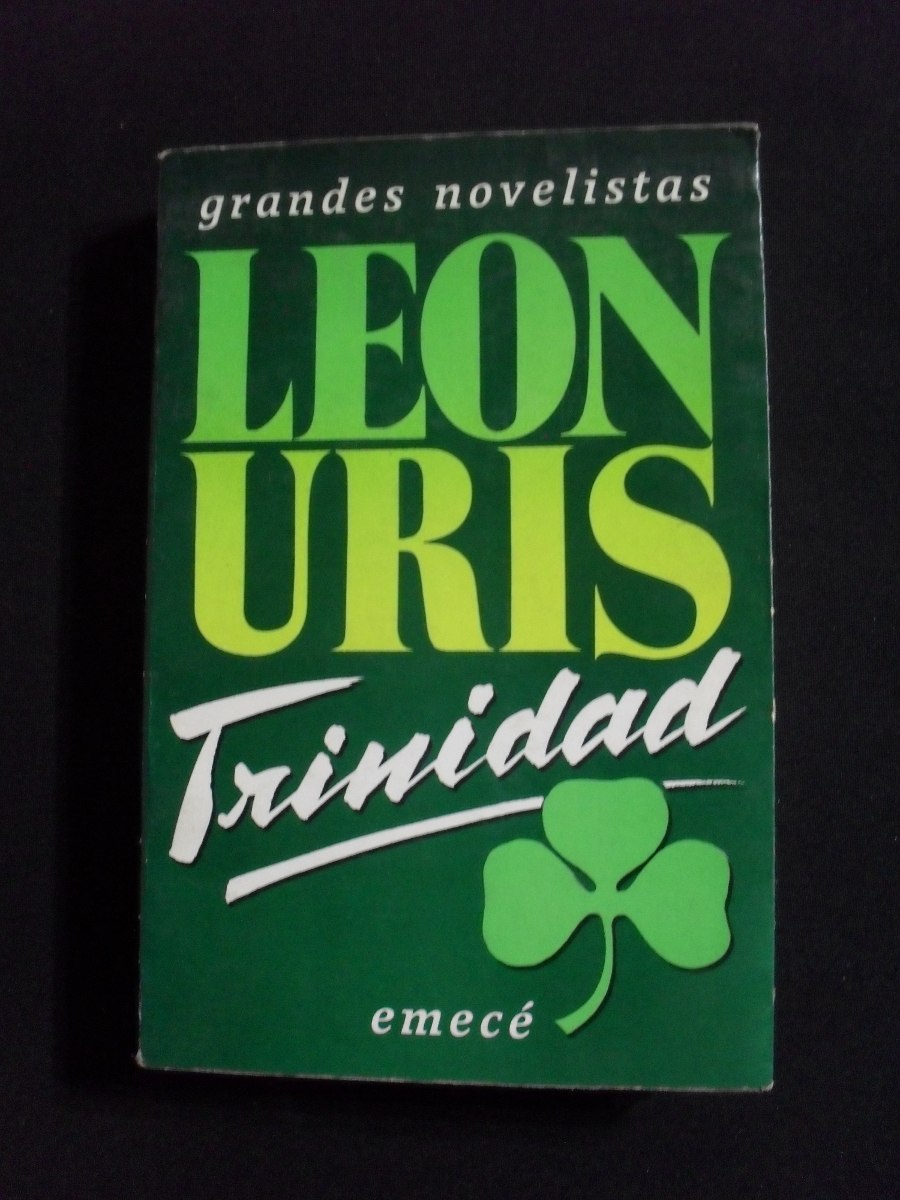 grandes novelistas
LEON
URIS
Trinidad
emecé